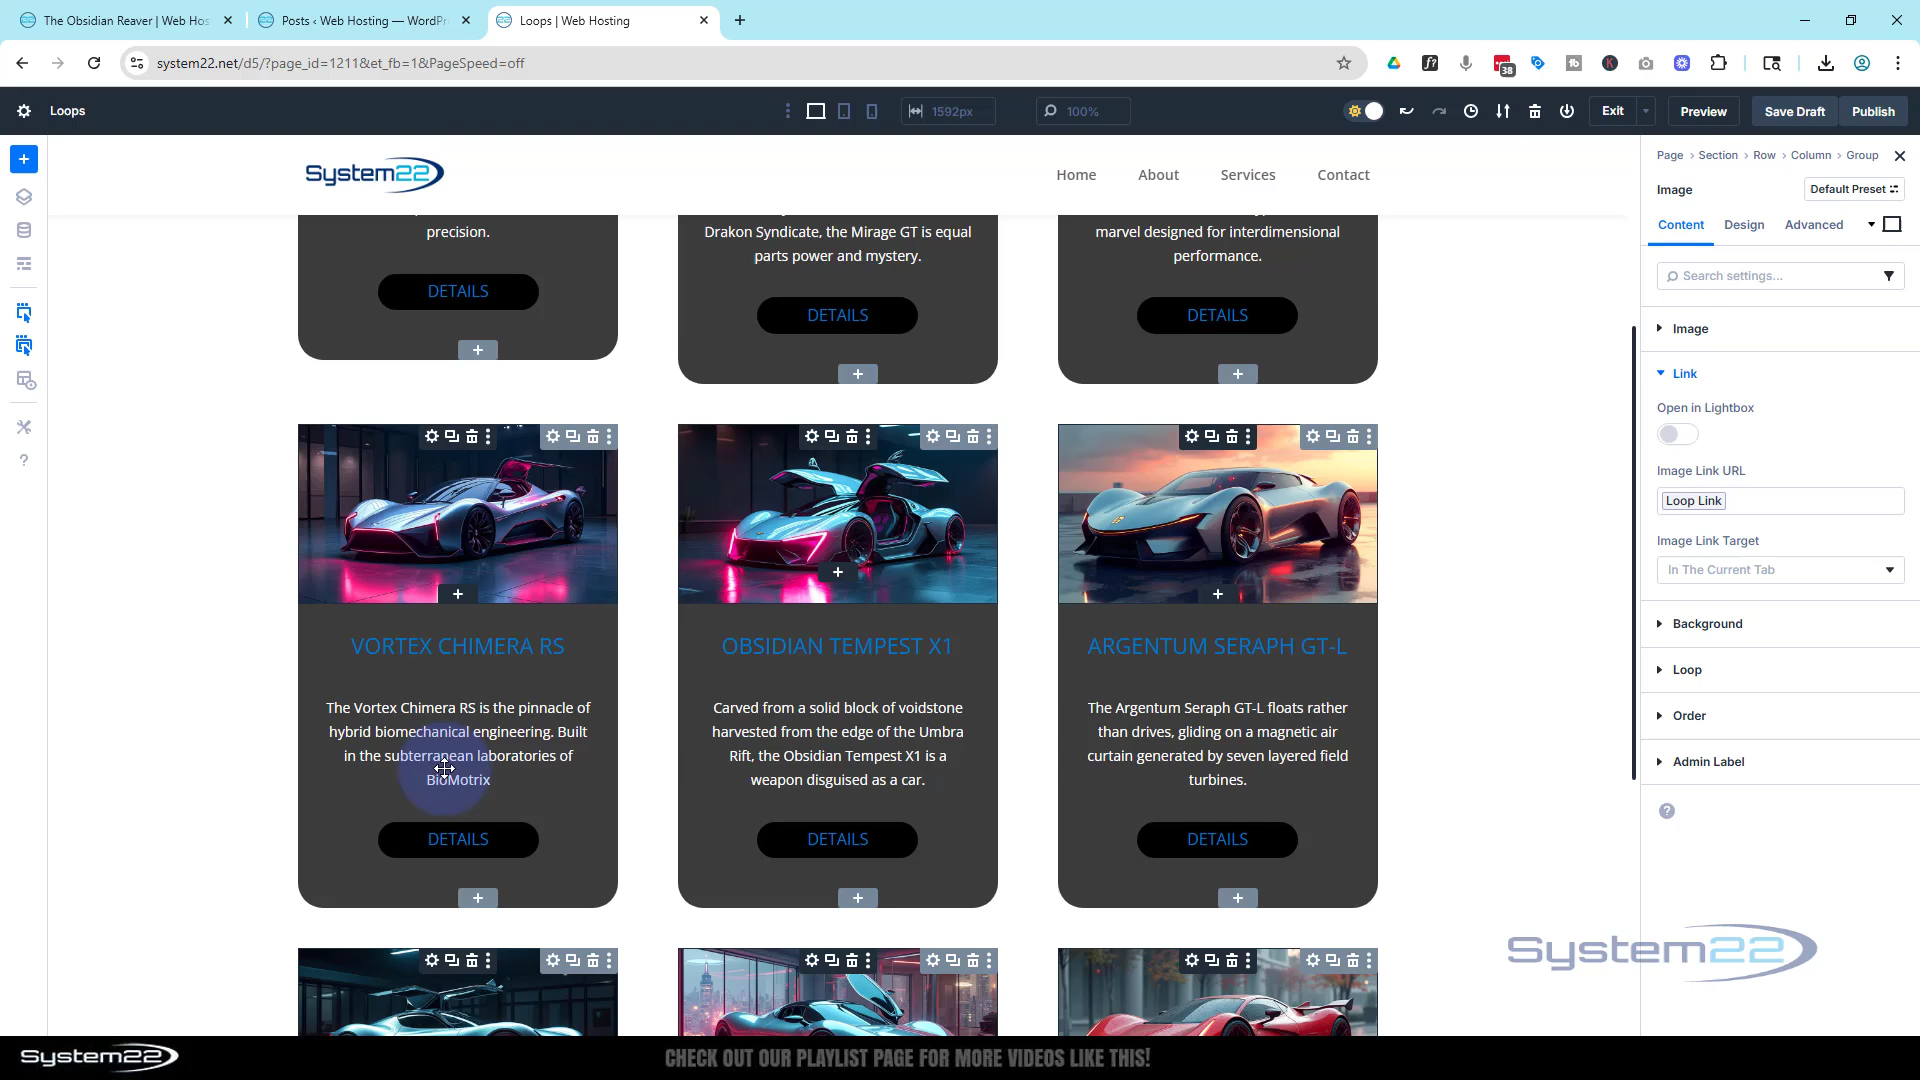 The Obsidian Reaver | Web Hos
Posts ‹ Web Hosting — WordPr
Loops | Web Hosting
system22.net/d5/?page_id=1211&et_fb=1&PageSpeed=off
38
Loops
1592px
100%
Exit
Preview
Save Draft
Publish
System22
Home
About
Services
Contact
precision.
DETAILS
Drakon Syndicate, the Mirage GT is equal
parts power and mystery.
DETAILS
marvel designed for interdimensional
performance.
DETAILS
VORTEX CHIMERA RS
The Vortex Chimera RS is the pinnacle of
hybrid biomechanical engineering. Built
in the subterranean laboratories of
BioMotrix
DETAILS
OBSIDIAN TEMPEST X1
Carved from a solid block of voidstone
harvested from the edge of the Umbra
Rift, the Obsidian Tempest X1 is a
weapon disguised as a car.
DETAILS
ARGENTUM SERAPH GT-L
The Argentum Seraph GT-L floats rather
than drives, gliding on a magnetic air
curtain generated by seven layered field
turbines.
DETAILS
Page > Section > Row > Column > Group
Image
Default Preset
Content
Design
Advanced
Search settings...
Image
Link
Open in Lightbox
Image Link URL
Loop Link
Image Link Target
In The Current Tab
Background
Loop
Order
Admin Label
System22
System22
CHECK OUT OUR PLAYLIST PAGE FOR MORE VIDEOS LIKE THIS!